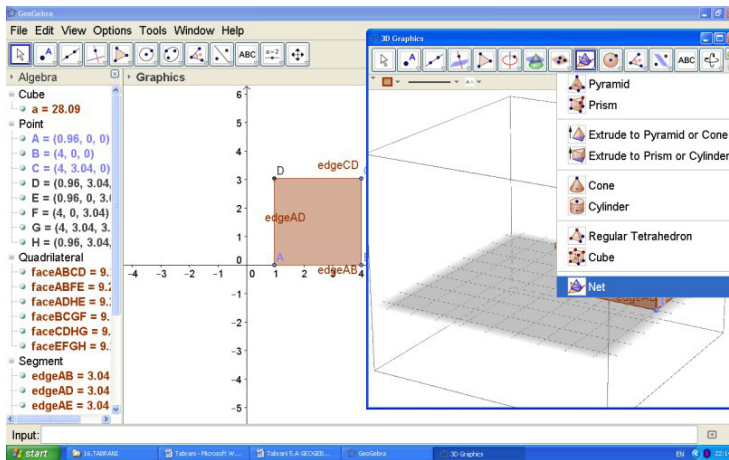 GeoGebra
File Edit View Options Tools Window Help
ABC
a=2
Algebra
Graphics
Cube
a = 28.09
Point
A = (0.96, 0, 0)
B = (4, 0, 0)
C = (4, 3.04, 0)
D = (0.96, 3.04,
E = (0.96, 0, 3.0
F = (4, 0, 3.04)
G = (4, 3.04, 3.
H = (0.96, 3.04,
Quadrilateral
faceABCD = 9.
faceABFE = 9.2
faceADHE = 9.
faceBCGF = 9.
faceCDHG = 9.
faceEFGH = 9.
Segment
edgeAB = 3.04
edgeAD = 3.04
edgeAE = 3.04
6
5
4
3
2
1
0
-1
-2
-3
-4
-5
-4 -3 -2 -1 0 1 2 3 4
D
edgeCD
C
edgeAD
A
edgeAB
3D Graphics
ABC
Pyramid
Prism
Extrude to Pyramid or Cone
Extrude to Prism or Cylinder
Cone
Cylinder
Regular Tetrahedron
Cube
Net
Input:
start
16.TABRANI
Tabrani - Microsoft W...
Tabrani S.A GEOGEB...
GeoGebra
3D Graphics
EN